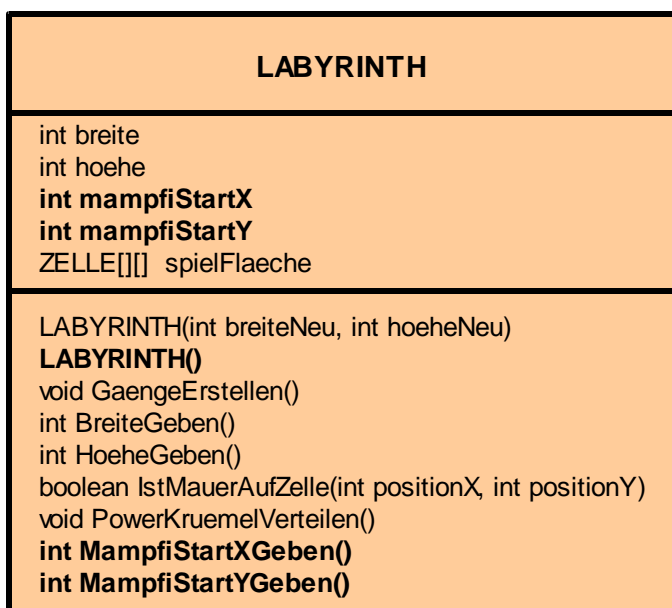 LABYRINTH
int breite
int hoehe
int mampfiStartX
int mampfiStartY
ZELLE[][] spielFlaeche
LABYRINTH(int breiteNeu, int hoeheNeu)
LABYRINTH()
void GaengeErstellen()
int BreiteGeben()
int HoeheGeben()
boolean IstMauerAufZelle(int positionX, int positionY)
void PowerKruemelVerteilen()
int MampfiStartXGeben()
int MampfiStartYGeben()